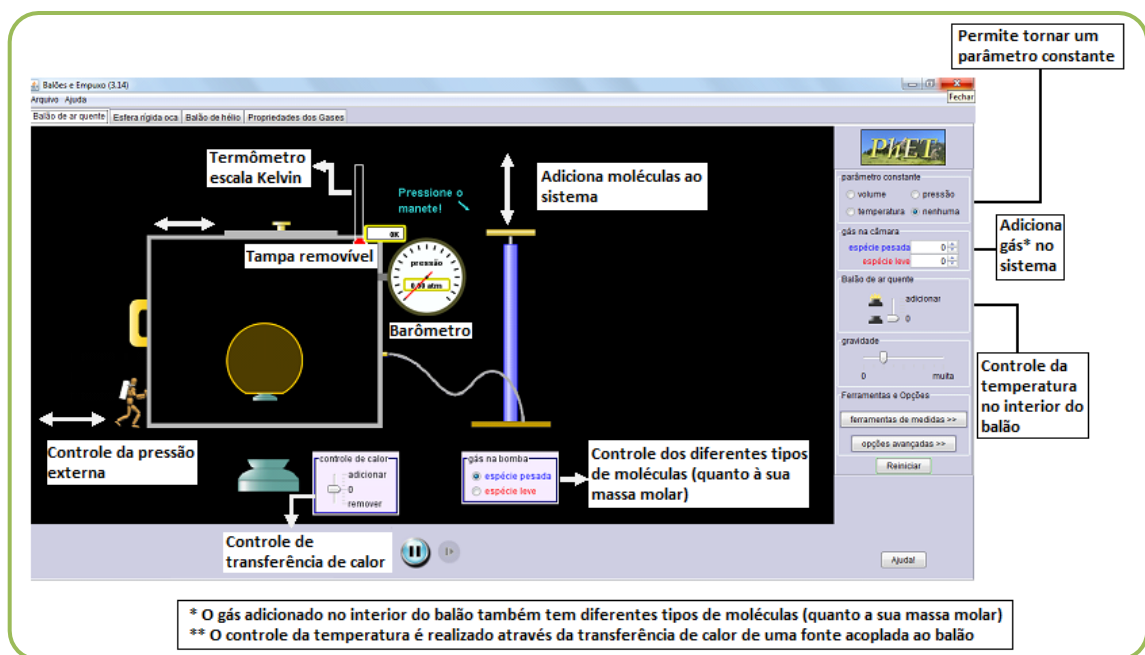 Permite tornar um
parâmetro constante
Balões e Empuxo (3.14)
Fechar
Arquivo Ajuda
Balão de ar quente Esfera rígida oca Balão de hélio Propriedades dos Gases
PhET
Termômetro
escala Kelvin
Pressione o
manete!
Adiciona moléculas ao
sistema
parâmetro constante
volume pressão
temperatura nenhuma
0K
Tampa removível
pressão
0,00 atm
Barômetro
gás na câmara
espécie pesada 0
espécie leve 0
Adiciona
gás* no
sistema
Balão de ar quente
adicionar
0
gravidade
0 muita
Controle da
temperatura
no interior do
balão
Ferramentas e Opções
ferramentas de medidas >>
opções avançadas >>
Reiniciar
Controle da pressão
externa
controle de calor
adicionar
0
remover
gás na bomba
espécie pesada
espécie leve
Controle dos diferentes tipos
de moléculas (quanto à sua
massa molar)
Controle de
transferência de calor
Ajuda!
* O gás adicionado no interior do balão também tem diferentes tipos de moléculas (quanto a sua massa molar)
** O controle da temperatura é realizado através da transferência de calor de uma fonte acoplada ao balão